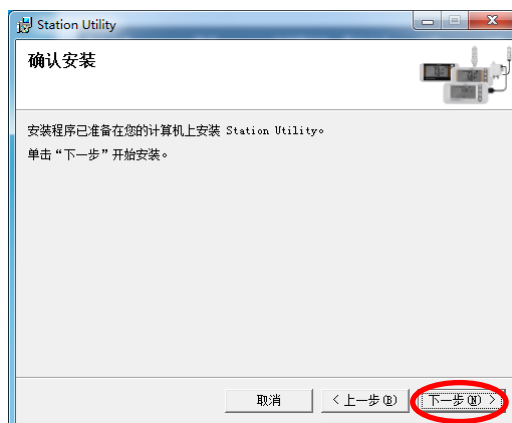 Station Utility
确认安装
安装程序已准备在您的计算机上安装 Station Utility。
单击“下一步”开始安装。
取消
< 上一步(B)
下一步(N) >